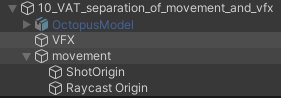 10_VAT_separation_of_movement_and_vfx
OctopusModel
VFX
movement
ShotOrigin
Raycast Origin